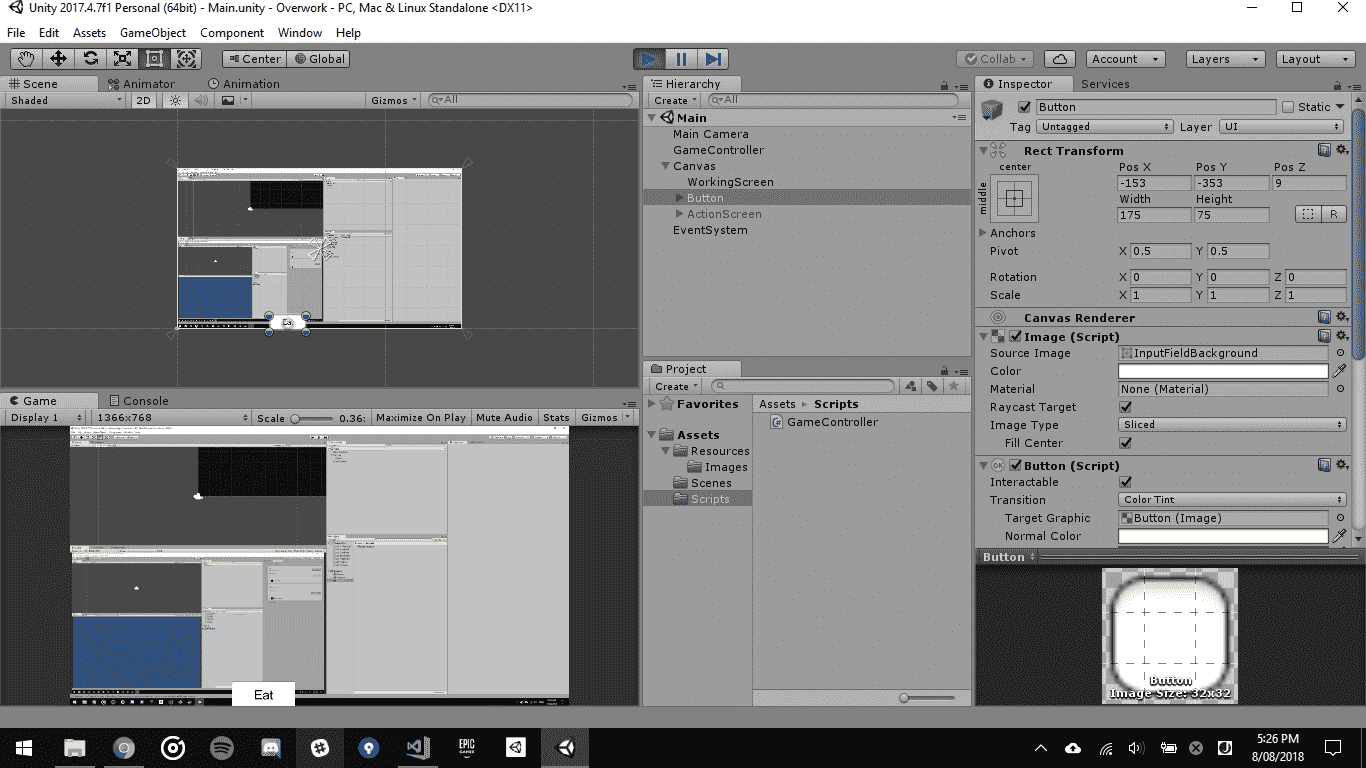 Unity 2017.4.7f1 Personal (64bit) - Main.unity - Overwork - PC, Mac & Linux Standalone <DX11>
File Edit Assets GameObject Component Window Help
Center Global Collab Account Layers Layout
Scene Animator Animation
Shaded 2D Gizmos All
Eat
Game Console
Display 1 1366x768 Scale 0.36: Maximize On Play Mute Audio Stats Gizmos
Eat
Hierarchy
Create All
Main
Main Camera
GameController
Canvas
WorkingScreen
Button
ActionScreen
EventSystem
Project
Create
Favorites
Assets
Resources
Images
Scenes
Scripts
Assets Scripts
GameController
Inspector Services
Button Static
Tag Untagged Layer UI
Rect Transform
center Pos X Pos Y Pos Z
middle -153 -353 9
Width Height
175 75 R
Anchors
Pivot X 0.5 Y 0.5
Rotation X 0 Y 0 Z 0
Scale X 1 Y 1 Z 1
Canvas Renderer
Image (Script)
Source Image InputFieldBackground
Color
Material None (Material)
Raycast Target
Image Type Sliced
Fill Center
OK Button (Script)
Interactable
Transition Color Tint
Target Graphic Button (Image)
Normal Color
Button
Button
Image Size: 32x32
EPIC GAMES
5:26 PM
8/08/2018